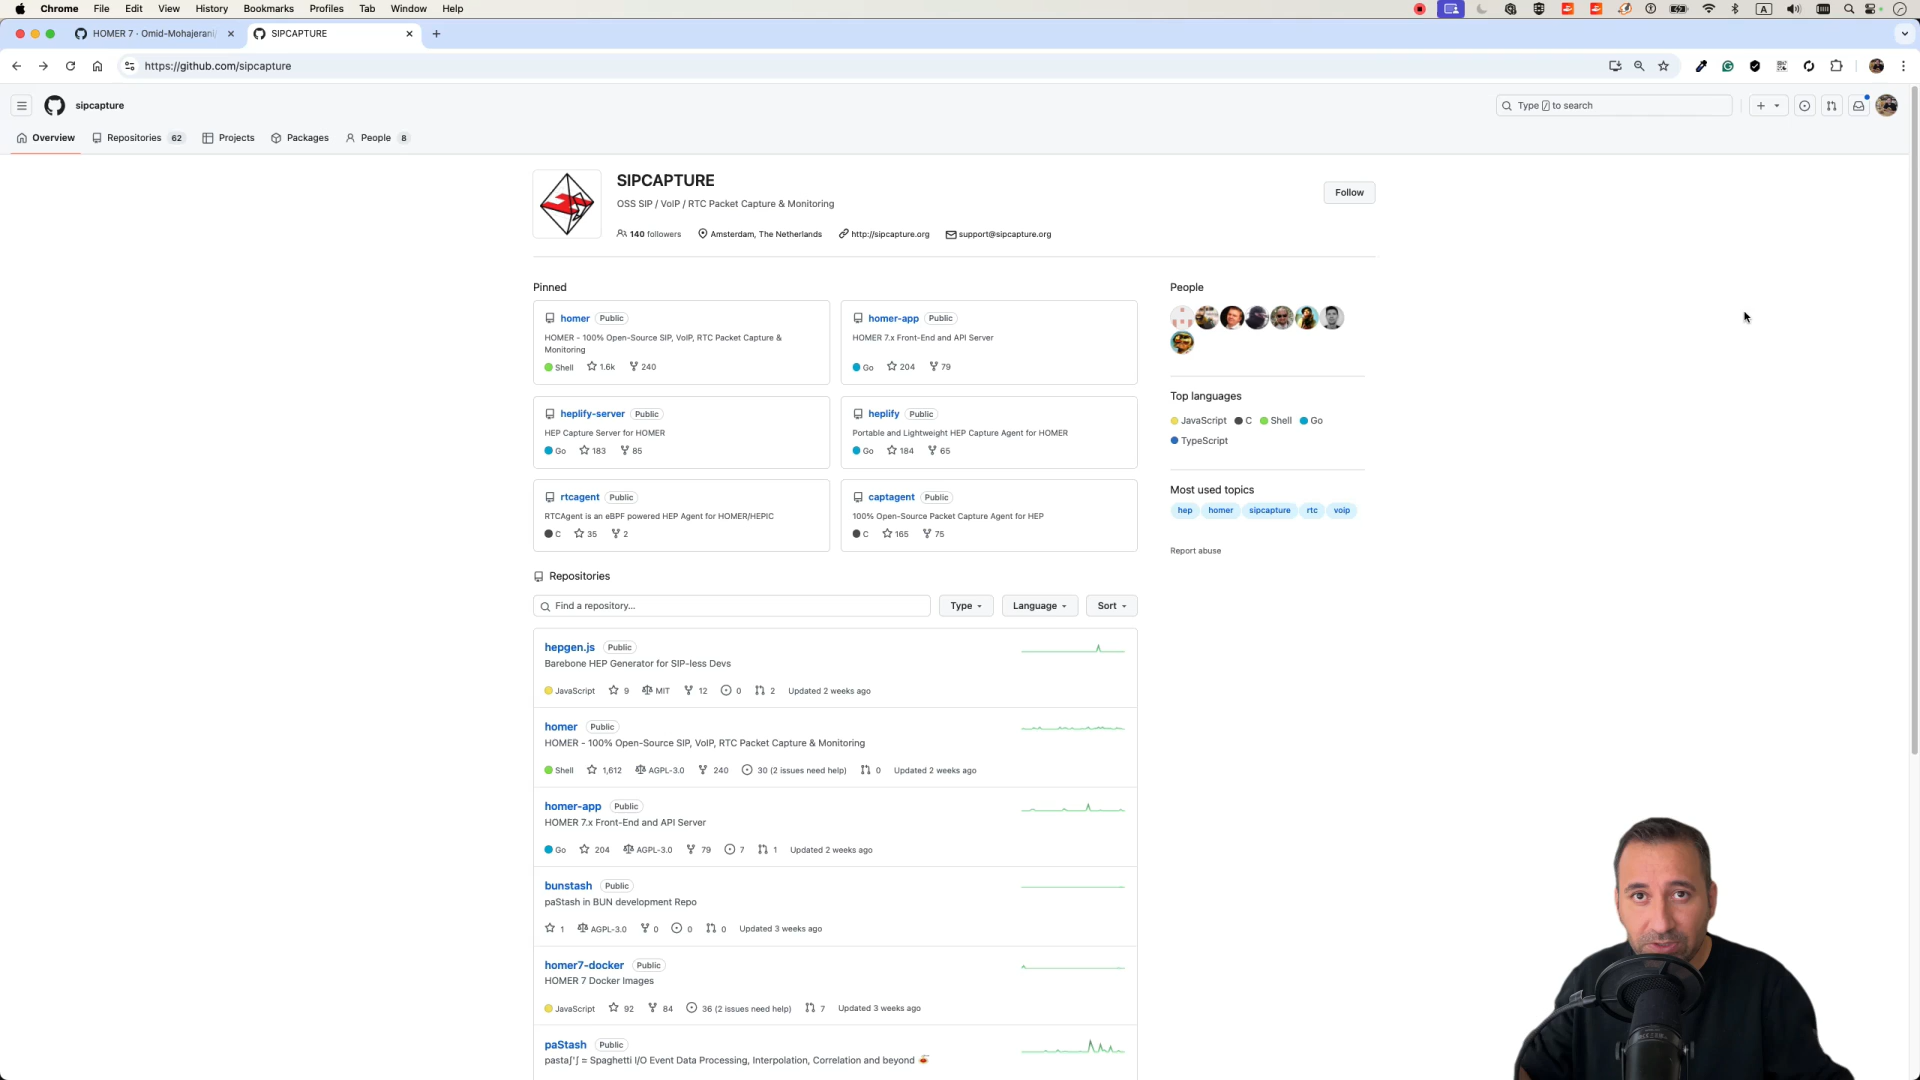 Chrome File Edit View History Bookmarks Profiles Tab Window Help
HOMER 7 · Omid-Mohajerani/ SIPCAPTURE
https://github.com/sipcapture
sipcapture Type / to search
Overview Repositories 62 Projects Packages People 8
SIPCAPTURE
Follow
OSS SIP / VoIP / RTC Packet Capture & Monitoring
140 followers Amsterdam, The Netherlands http://sipcapture.org support@sipcapture.org
Pinned
homer Public
HOMER - 100% Open-Source SIP, VoIP, RTC Packet Capture &
Monitoring
Shell 1.6k 240
homer-app Public
HOMER 7.x Front-End and API Server
Go 204 79
heplify-server Public
HEP Capture Server for HOMER
Go 183 85
heplify Public
Portable and Lightweight HEP Capture Agent for HOMER
Go 184 65
rtcagent Public
RTCAgent is an eBPF powered HEP Agent for HOMER/HEPIC
C 35 2
captagent Public
100% Open-Source Packet Capture Agent for HEP
C 165 75
People
Top languages
JavaScript C Shell Go
TypeScript
Most used topics
hep homer sipcapture rtc voip
Report abuse
Repositories
Find a repository... Type Language Sort
hepgen.js Public
Barebone HEP Generator for SIP-less Devs
JavaScript 9 MIT 12 0 2 Updated 2 weeks ago
homer Public
HOMER - 100% Open-Source SIP, VoIP, RTC Packet Capture & Monitoring
Shell 1,612 AGPL-3.0 240 30 (2 issues need help) 0 Updated 2 weeks ago
homer-app Public
HOMER 7.x Front-End and API Server
Go 204 AGPL-3.0 79 7 1 Updated 2 weeks ago
bunstash Public
paStash in BUN development Repo
1 AGPL-3.0 0 0 0 Updated 3 weeks ago
homer7-docker Public
HOMER 7 Docker Images
JavaScript 92 84 36 (2 issues need help) 7 Updated 3 weeks ago
paStash Public
pastaʃ'ʃ = Spaghetti I/O Event Data Processing, Interpolation, Correlation and beyond